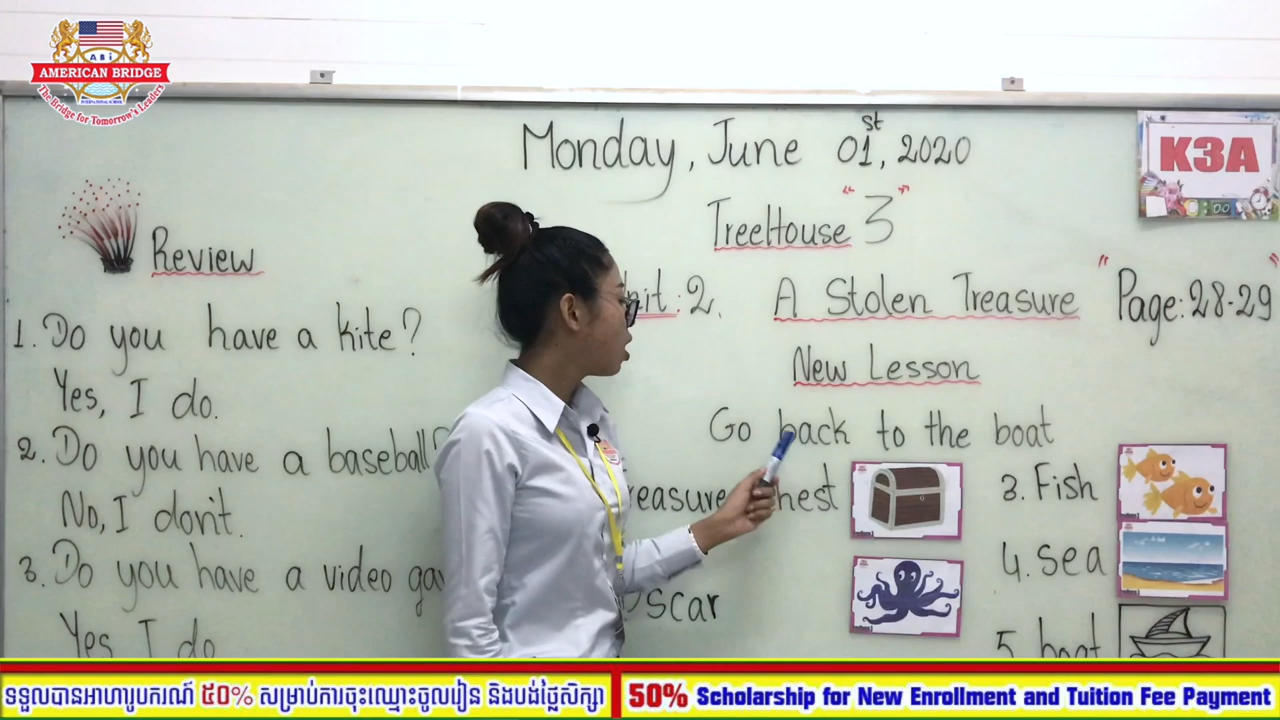 ABi
AMERICAN BRIDGE
INTERNATIONAL SCHOOL
The Bridge for Tomorrow's Leaders
Monday, June 01st, 2020
K3A
TreeHouse "3"
Review
Unit: 2. A Stolen Treasure "Page: 28-29"
New Lesson
1. Do you have a kite?
Yes, I do.
2. Do you have a baseball?
No, I don't.
3. Do you have a video
Yes, I do
Go back to the boat
3. Fish
4. sea
5. boat
ទទួលបានអាហារូបករណ៍ ៥០% សម្រាប់ការចុះឈ្មោះចូលរៀន និងបង់ថ្លៃសិក្សា
50% Scholarship for New Enrollment and Tuition Fee Payment